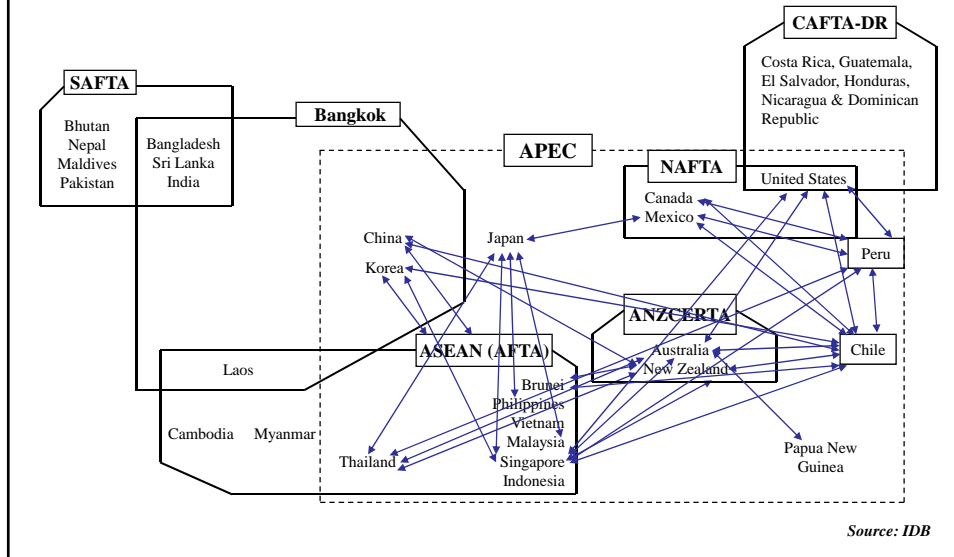 CAFTA-DR
Costa Rica, Guatemala,
El Salvador, Honduras,
Nicaragua & Dominican
Republic
SAFTA
Bhutan
Nepal
Maldives
Pakistan
Bangladesh
Sri Lanka
India
Bangkok
APEC
NAFTA
United States
Canada
Mexico
China
Japan
Korea
Peru
ANZCERTA
Australia
New Zealand
Chile
ASEAN (AFTA)
Laos
Brunei
Philippines
Vietnam
Malaysia
Singapore
Indonesia
Cambodia
Myanmar
Thailand
Papua New
Guinea
Source: IDB